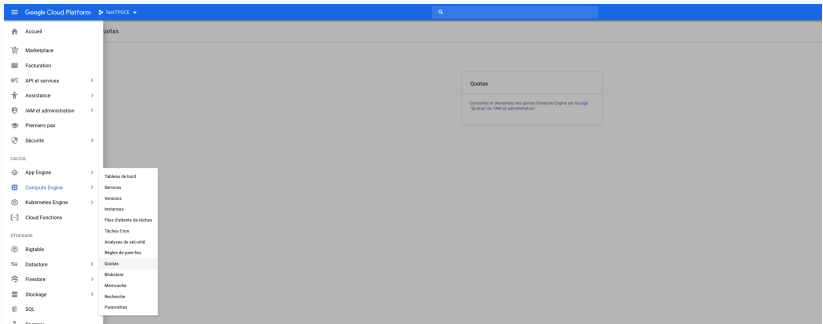 Google Cloud Platform
TestTPGCE
Accueil
Quotas
Marketplace
Facturation
API et services
Assistance
IAM et administration
Premiers pas
Sécurité
CALCUL
App Engine
Compute Engine
Kubernetes Engine
Cloud Functions
STOCKAGE
Bigtable
Datastore
Firestore
Stockage
SQL
Tableau de bord
Services
Versions
Instances
Files d'attente de tâches
Tâches Cron
Analyses de sécurité
Règles de pare-feu
Quotas
Blobstore
Memcache
Recherche
Paramètres
Quotas
Consultez et demandez nos quotas Compute Engine sur la page
"Quotas" de "IAM et administration"